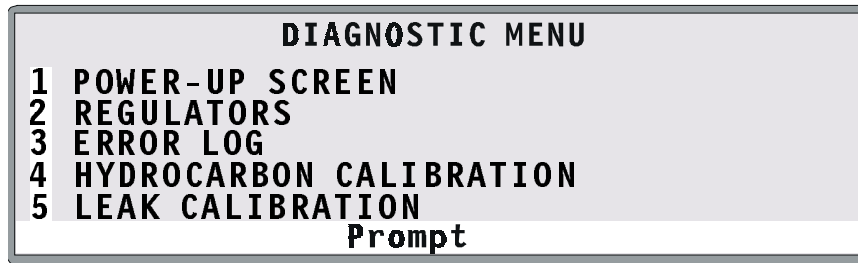 DIAGNOSTIC MENU
1 POWER-UP SCREEN
2 REGULATORS
3 ERROR LOG
4 HYDROCARBON CALIBRATION
5 LEAK CALIBRATION
Prompt